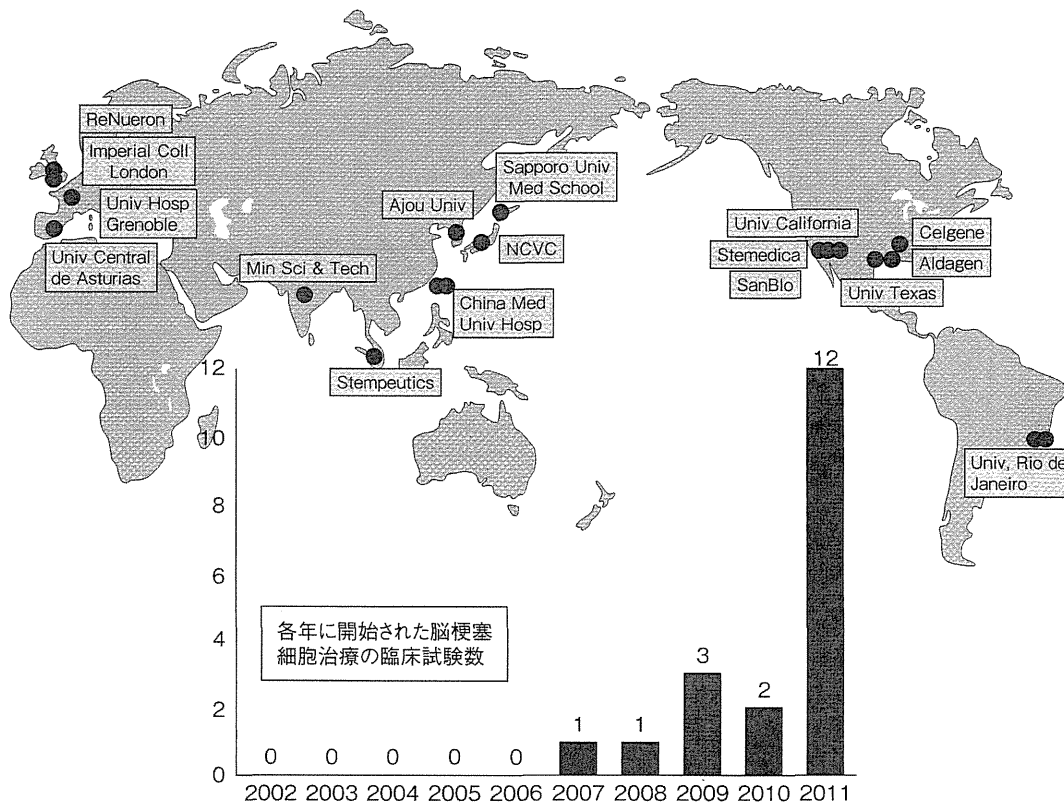 ReNueron
Imperial Coll
London
Univ Hosp
Grenoble
Univ Central
de Asturias
Min Sci & Tech
Ajou Univ
Sapporo Univ
Med School
NCVC
China Med
Univ Hosp
Stempeutics
Univ California
Stemedica
SanBlo
Celgene
Aldagen
Univ Texas
Univ, Rio de
Janeiro
12
10
8
6
4
2
0
各年に開始された脳梗塞
細胞治療の臨床試験数
0 0 0 0 0 1 1 3 2 12
2002 2003 2004 2005 2006 2007 2008 2009 2010 2011